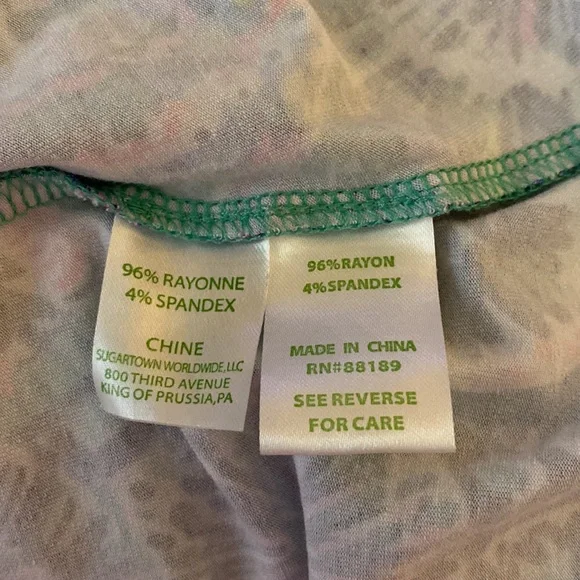 96% RAYONNE
4% SPANDEX
CHINE
SUGARTOWN WORLDWIDE, LLC
800 THIRD AVENUE
KING OF PRUSSIA, PA
96% RAYON
4% SPANDEX
MADE IN CHINA
RN#88189
SEE REVERSE
FOR CARE